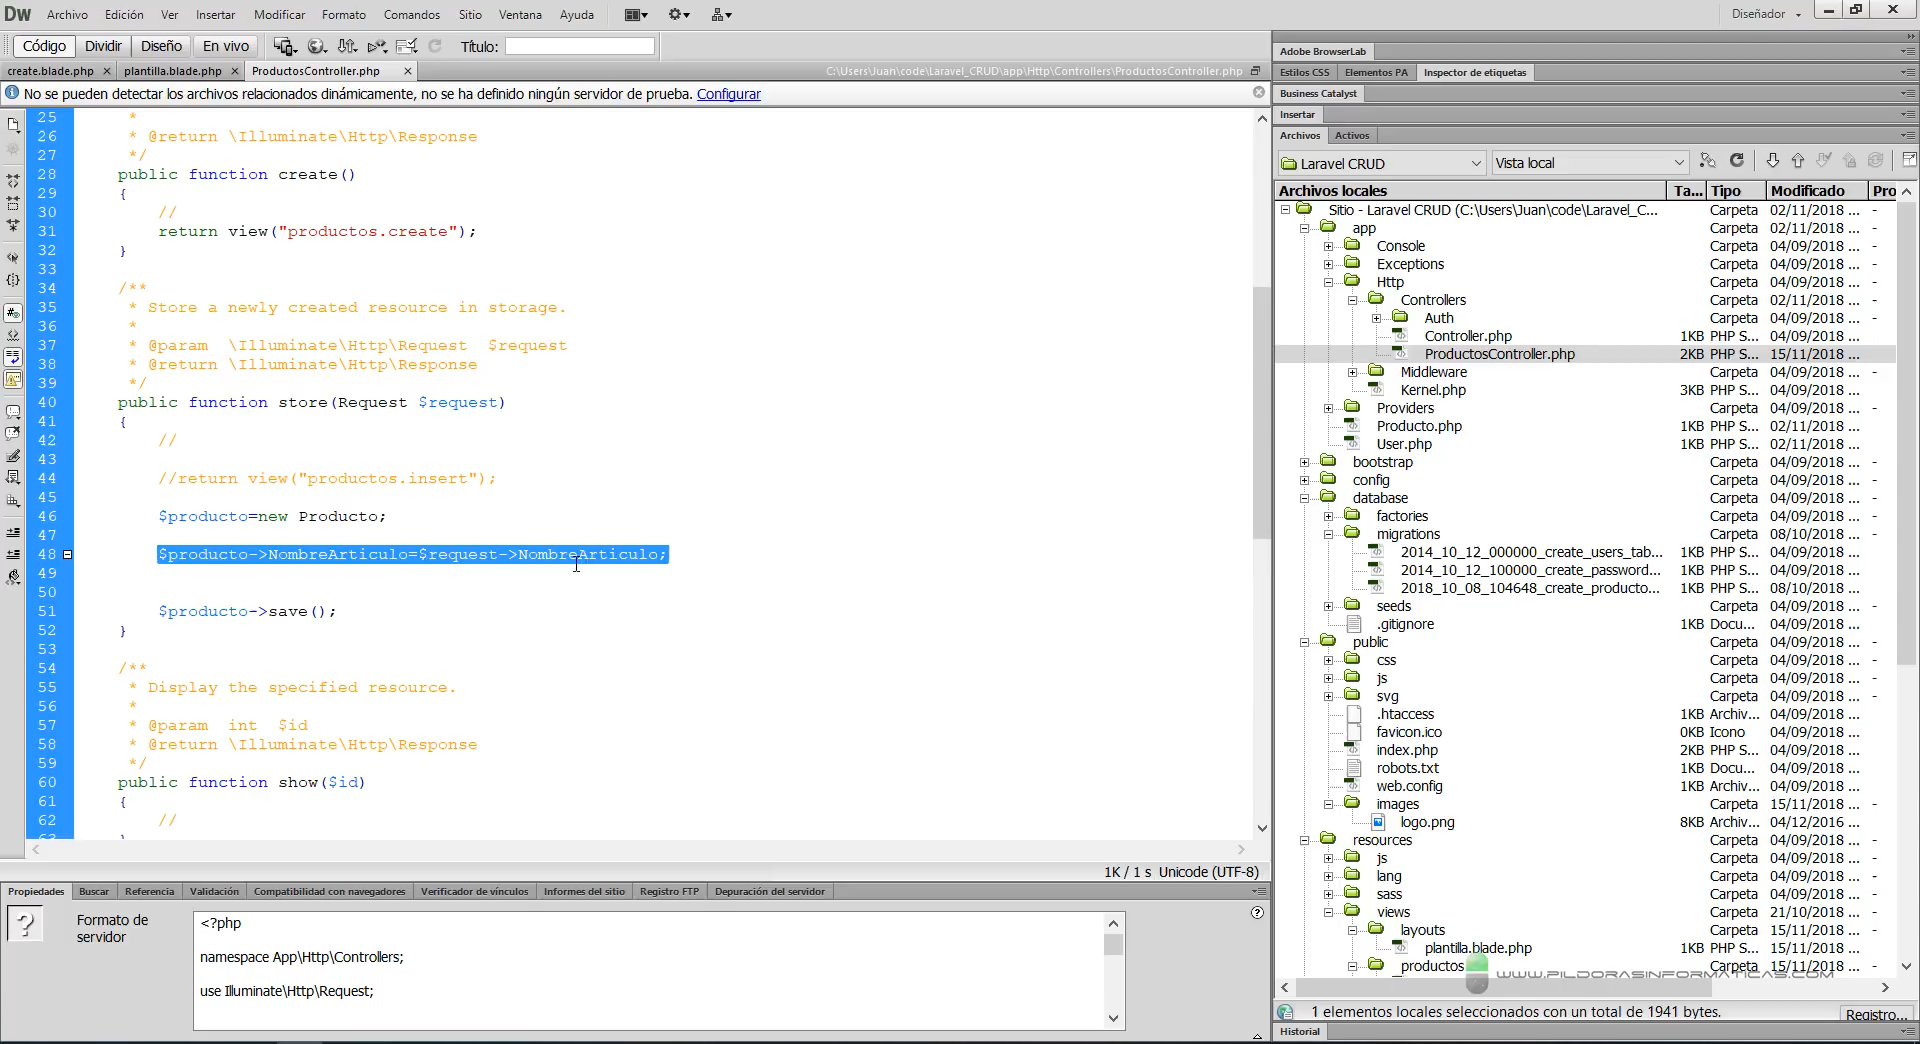 Dw Archivo Edición Ver Insertar Modificar Formato Comandos Sitio Ventana Ayuda Diseñador
Código Dividir Diseño En vivo Título:
create.blade.php plantilla.blade.php ProductosController.php C:\Users\Juan\code\Laravel_CRUD\app\Http\Controllers\ProductosController.php
No se pueden detectar los archivos relacionados dinámicamente, no se ha definido ningún servidor de prueba. Configurar
25 *
26 * @return \Illuminate\Http\Response
27 */
28 public function create()
29 {
30 //
31 return view("productos.create");
32 }
33
34 /**
35 * Store a newly created resource in storage.
36 *
37 * @param \Illuminate\Http\Request $request
38 * @return \Illuminate\Http\Response
39 */
40 public function store(Request $request)
41 {
42 //
43
44 //return view("productos.insert");
45
46 $producto=new Producto;
47
48 $producto->NombreArticulo=$request->NombreArticulo;
49
50
51 $producto->save();
52 }
53
54 /**
55 * Display the specified resource.
56 *
57 * @param int $id
58 * @return \Illuminate\Http\Response
59 */
60 public function show($id)
61 {
62 //
63 }
1K / 1 s Unicode (UTF-8)
Propiedades Buscar Referencia Validación Compatibilidad con navegadores Verificador de vínculos Informes del sitio Registro FTP Depuración del servidor
Formato de servidor
<?php
namespace App\Http\Controllers;
use Illuminate\Http\Request;
Adobe BrowserLab
Estilos CSS Elementos PA Inspector de etiquetas
Business Catalyst
Insertar
Archivos Activos
Laravel CRUD Vista local
Archivos locales Ta... Tipo Modificado Pro
Sitio - Laravel CRUD (C:\Users\Juan\code\Laravel_C... Carpeta 02/11/2018 ... -
app Carpeta 02/11/2018 ... -
Console Carpeta 04/09/2018 ... -
Exceptions Carpeta 04/09/2018 ... -
Http Carpeta 04/09/2018 ... -
Controllers Carpeta 02/11/2018 ... -
Auth Carpeta 04/09/2018 ... -
Controller.php 1KB PHP S... 04/09/2018 ... -
ProductosController.php 2KB PHP S... 15/11/2018 ... -
Middleware Carpeta 04/09/2018 ... -
Kernel.php 3KB PHP S... 04/09/2018 ... -
Providers Carpeta 04/09/2018 ... -
Producto.php 1KB PHP S... 02/11/2018 ... -
User.php 1KB PHP S... 04/09/2018 ... -
bootstrap Carpeta 04/09/2018 ... -
config Carpeta 04/09/2018 ... -
database Carpeta 04/09/2018 ... -
factories Carpeta 04/09/2018 ... -
migrations Carpeta 08/10/2018 ... -
2014_10_12_000000_create_users_tab... 1KB PHP S... 04/09/2018 ... -
2014_10_12_100000_create_password... 1KB PHP S... 04/09/2018 ... -
2018_10_08_104648_create_producto... 1KB PHP S... 08/10/2018 ... -
seeds Carpeta 04/09/2018 ... -
.gitignore 1KB Docu... 04/09/2018 ... -
public Carpeta 04/09/2018 ... -
css Carpeta 04/09/2018 ... -
js Carpeta 04/09/2018 ... -
svg Carpeta 04/09/2018 ... -
.htaccess 1KB Archiv... 04/09/2018 ... -
favicon.ico 0KB Icono 04/09/2018 ... -
index.php 2KB PHP S... 04/09/2018 ... -
robots.txt 1KB Docu... 04/09/2018 ... -
web.config 1KB Archiv... 04/09/2018 ... -
images Carpeta 15/11/2018 ... -
logo.png 8KB Archiv... 04/12/2016 ... -
resources Carpeta 04/09/2018 ... -
js Carpeta 04/09/2018 ... -
lang Carpeta 04/09/2018 ... -
sass Carpeta 04/09/2018 ... -
views Carpeta 21/10/2018 ... -
layouts Carpeta 15/11/2018 ... -
plantilla.blade.php 1KB PHP S... 15/11/2018 ... -
productos Carpeta 15/11/2018 ... -
WWW.PILDORASINFORMATICAS.COM
1 elementos locales seleccionados con un total de 1941 bytes. Registro...
Historial